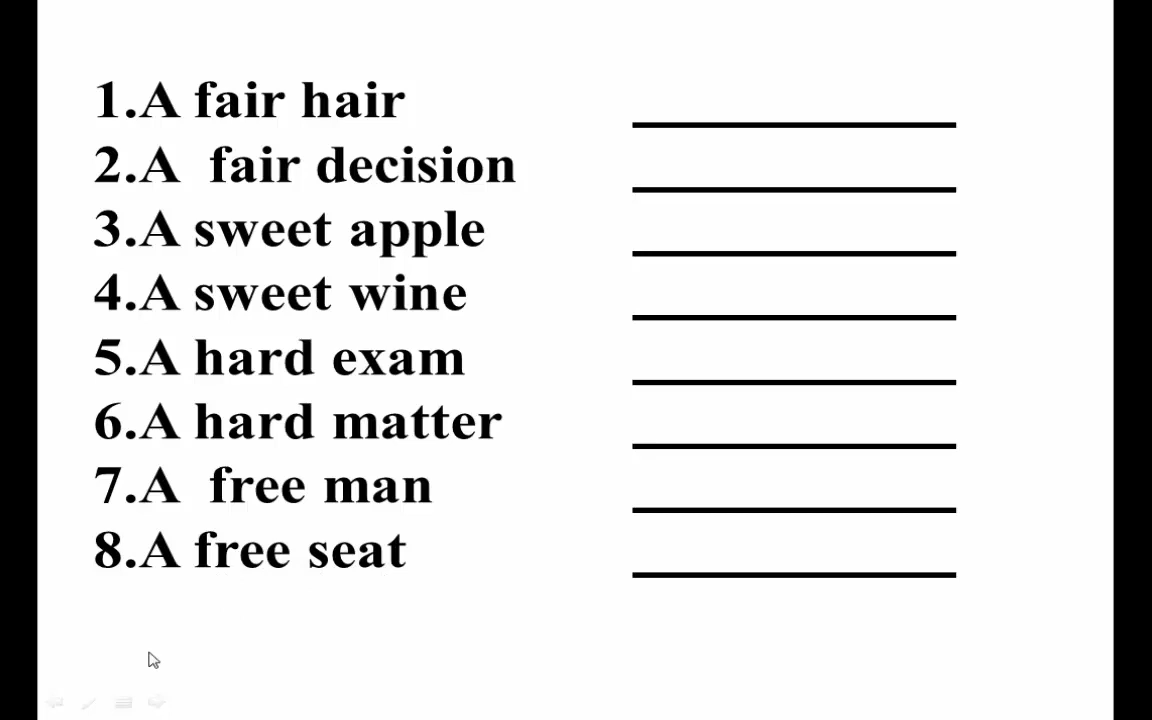 1.A fair hair
2.A fair decision
3.A sweet apple
4.A sweet wine
5.A hard exam
6.A hard matter
7.A free man
8.A free seat